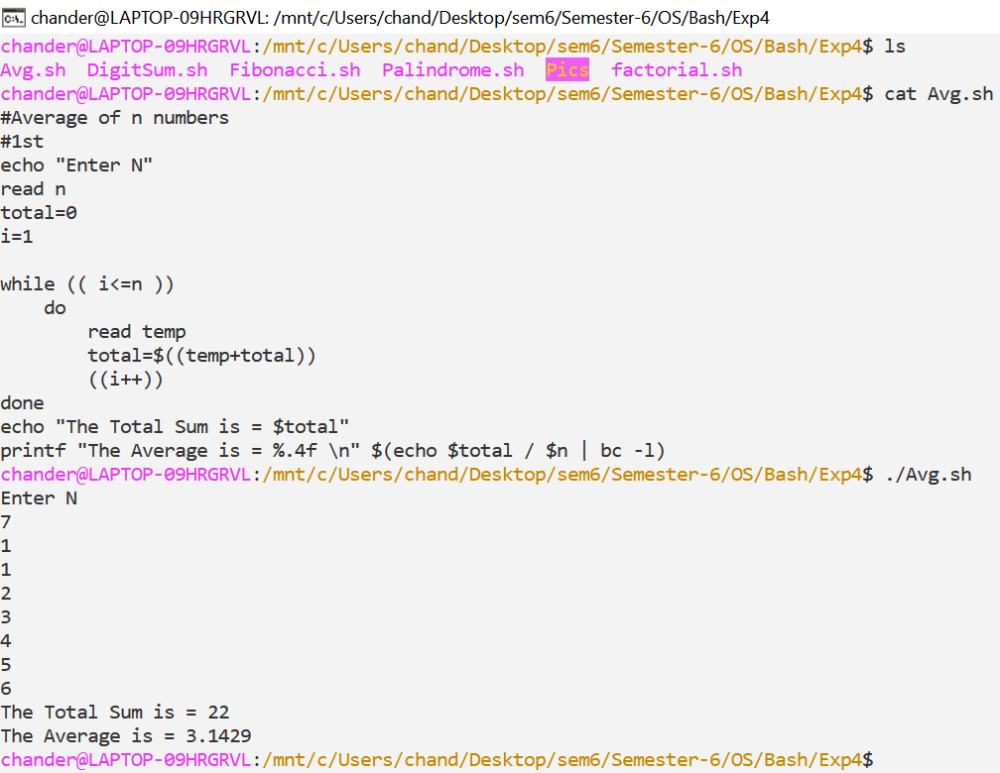 C:\. chander@LAPTOP-09HRGRVL: /mnt/c/Users/chand/Desktop/sem6/Semester-6/OS/Bash/Exp4
chander@LAPTOP-09HRGRVL:/mnt/c/Users/chand/Desktop/sem6/Semester-6/OS/Bash/Exp4$ ls
Avg.sh  DigitSum.sh  Fibonacci.sh  Palindrome.sh  Pics  factorial.sh
chander@LAPTOP-09HRGRVL:/mnt/c/Users/chand/Desktop/sem6/Semester-6/OS/Bash/Exp4$ cat Avg.sh
#Average of n numbers
#1st
echo "Enter N"
read n
total=0
i=1

while (( i<=n ))
    do
        read temp
        total=$((temp+total))
        ((i++))
done
echo "The Total Sum is = $total"
printf "The Average is = %.4f \n" $(echo $total / $n | bc -l)
chander@LAPTOP-09HRGRVL:/mnt/c/Users/chand/Desktop/sem6/Semester-6/OS/Bash/Exp4$ ./Avg.sh
Enter N
7
1
1
2
3
4
5
6
The Total Sum is = 22
The Average is = 3.1429
chander@LAPTOP-09HRGRVL:/mnt/c/Users/chand/Desktop/sem6/Semester-6/OS/Bash/Exp4$